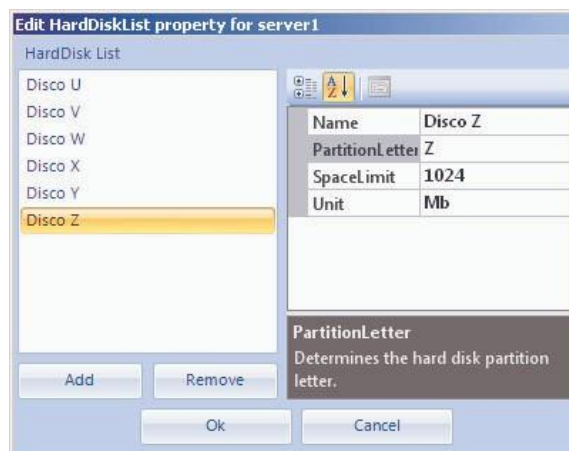 Edit HardDiskList property for server1
HardDisk List
Disco U
Disco V
Disco W
Disco X
Disco Y
Disco Z
A
Z
Name Disco Z
PartitionLetter Z
SpaceLimit 1024
Unit Mb
PartitionLetter
Determines the hard disk partition
letter.
Add Remove
Ok Cancel